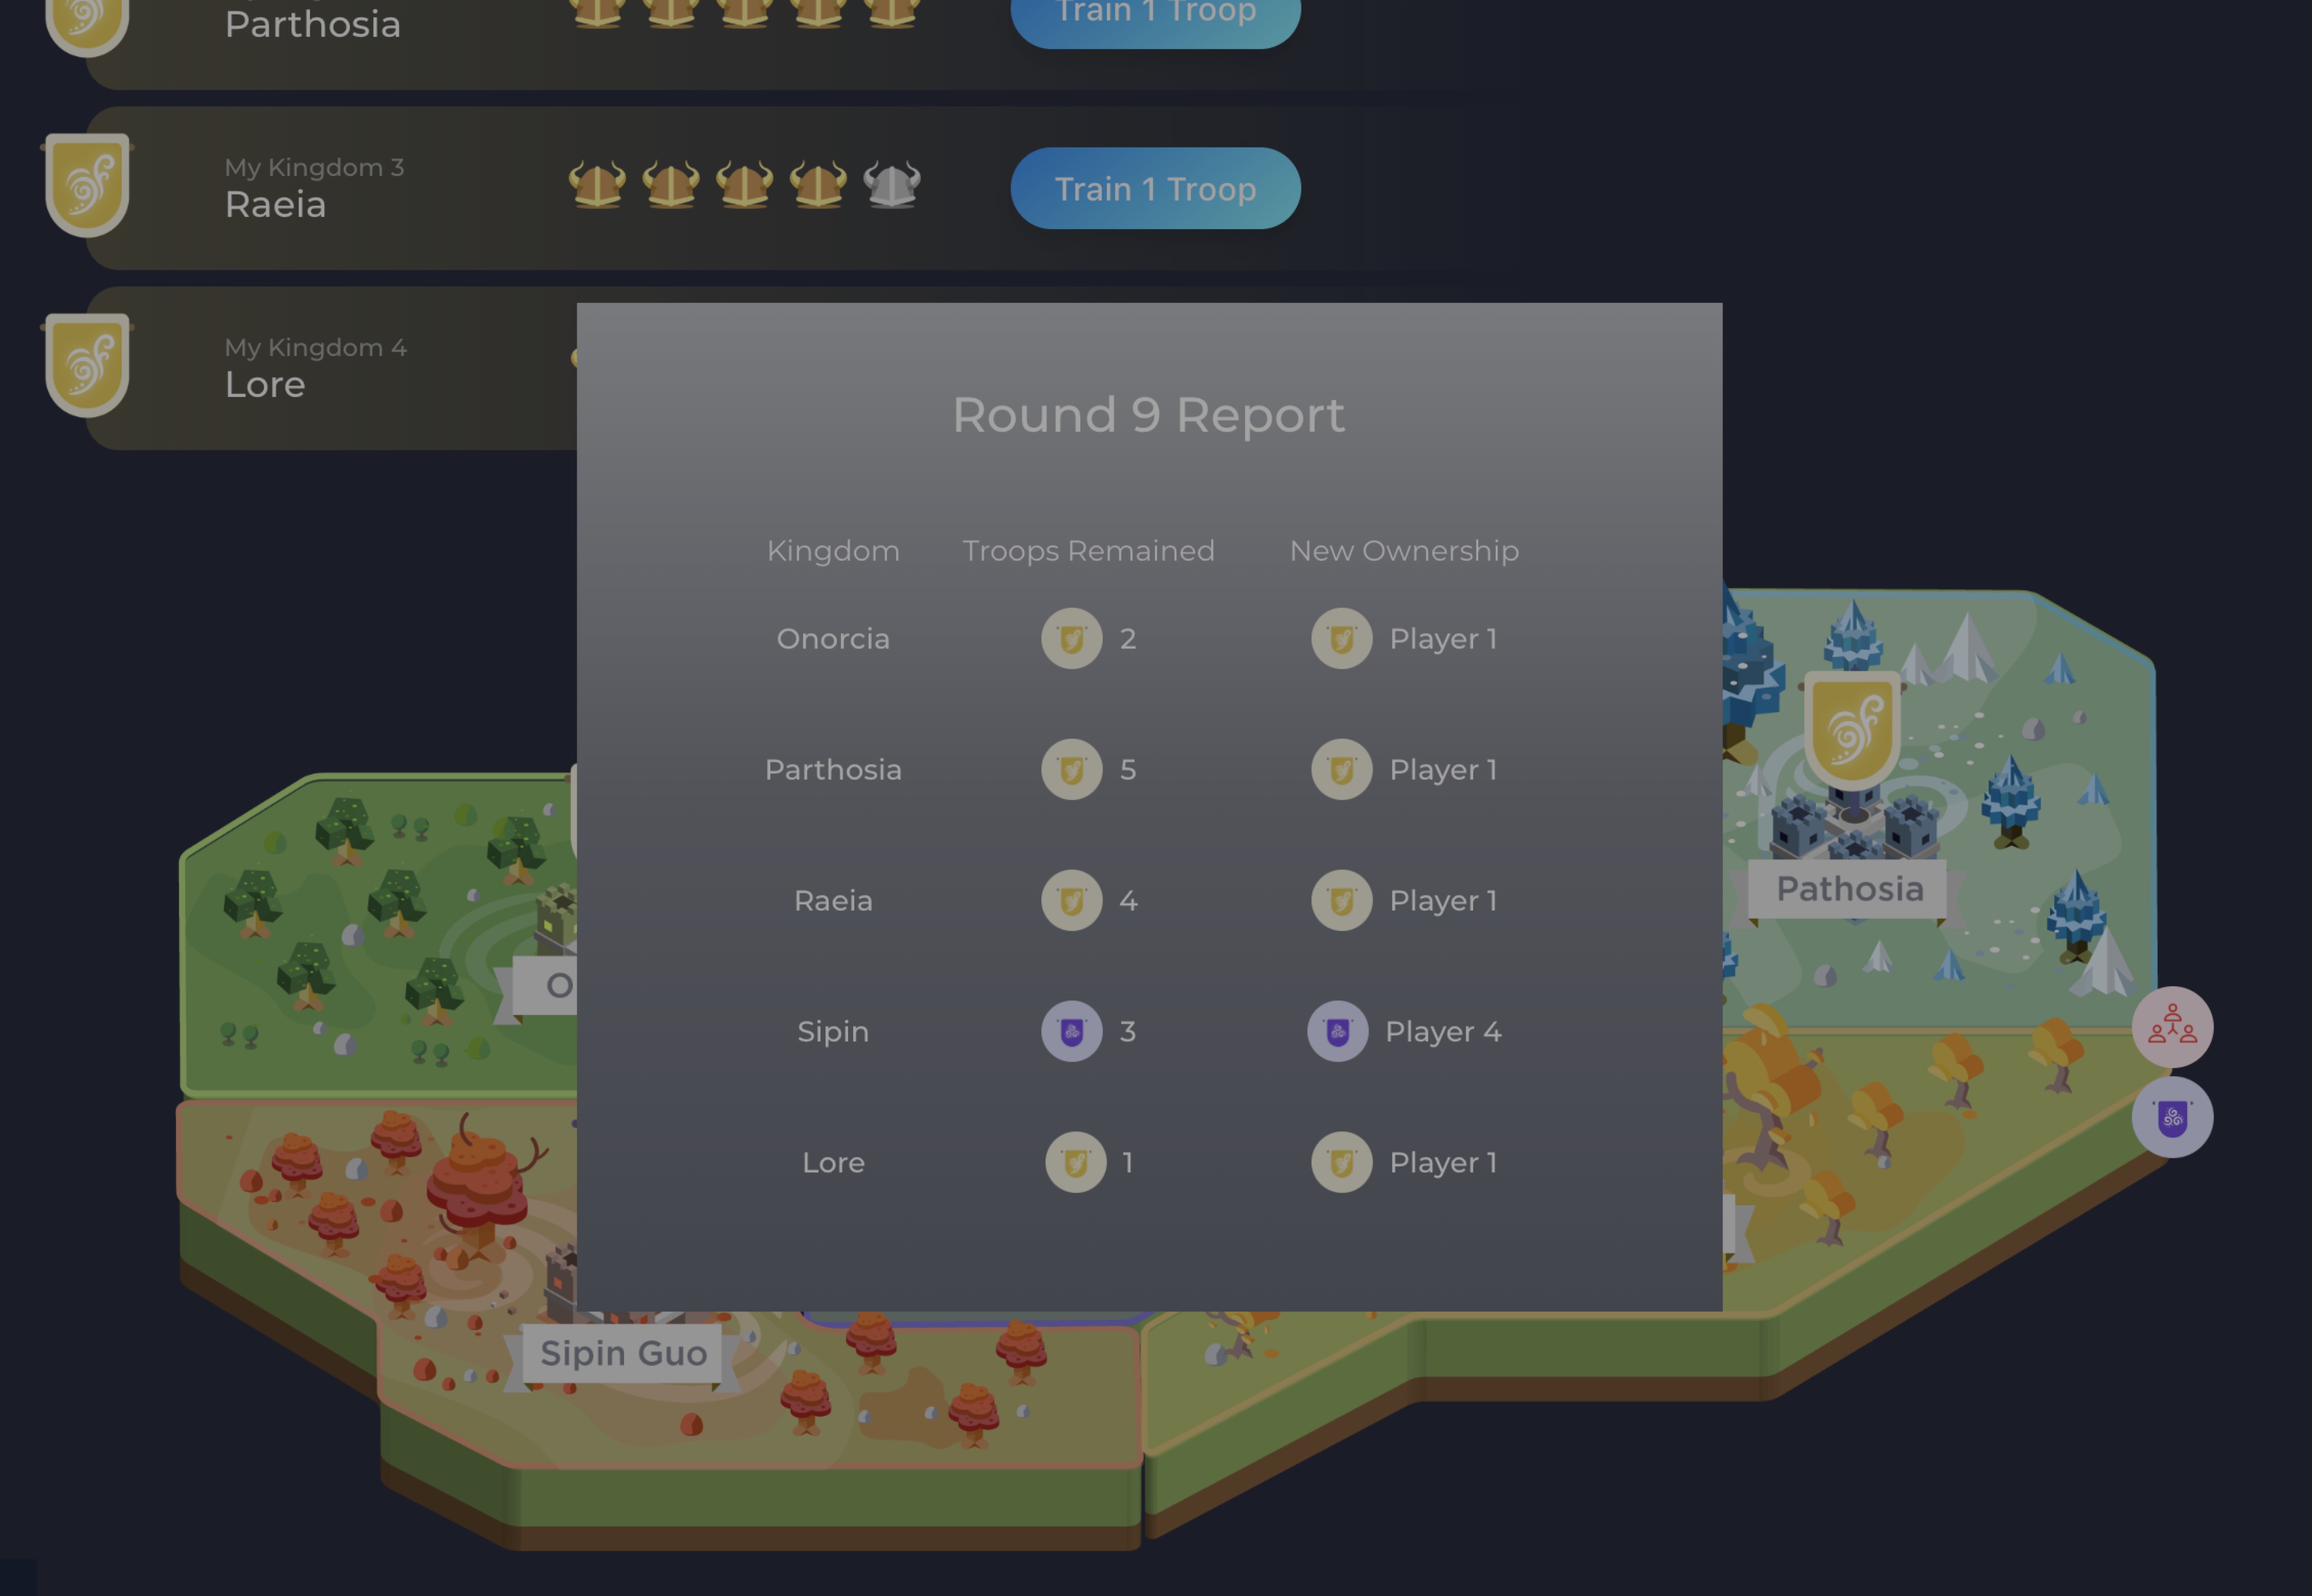 Parthosia
Train 1 Troop
My Kingdom 3
Raeia
Train 1 Troop
My Kingdom 4
Lore
Round 9 Report
Kingdom Troops Remained New Ownership
Onorcia 2 Player 1
Parthosia 5 Player 1
Raeia 4 Player 1
Sipin 3 Player 4
Lore 1 Player 1
Pathosia
O
Sipin Guo